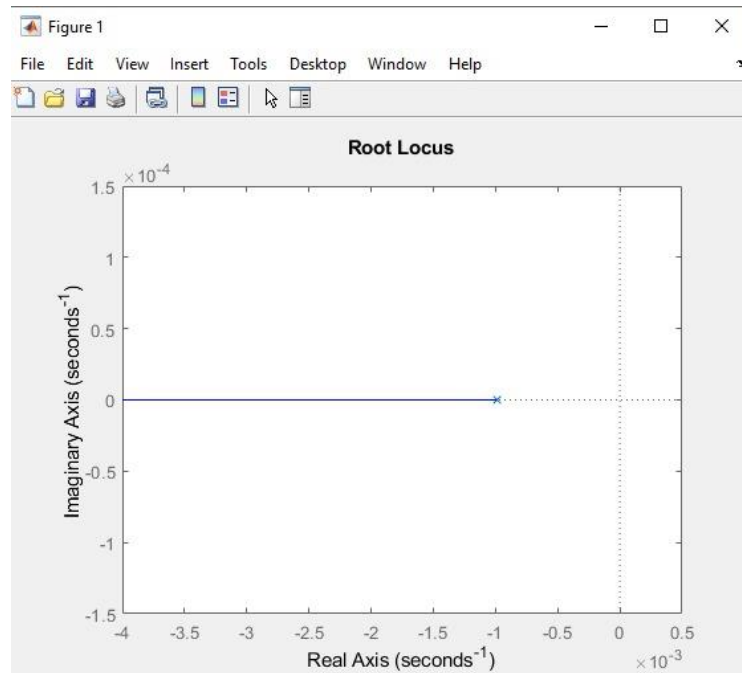 Figure 1
File Edit View Insert Tools Desktop Window Help
Root Locus
×10⁻⁴
1.5
1
0.5
0
-0.5
-1
-1.5
Imaginary Axis (seconds⁻¹)
-4 -3.5 -3 -2.5 -2 -1.5 -1 -0.5 0 0.5
Real Axis (seconds⁻¹)
×10⁻³